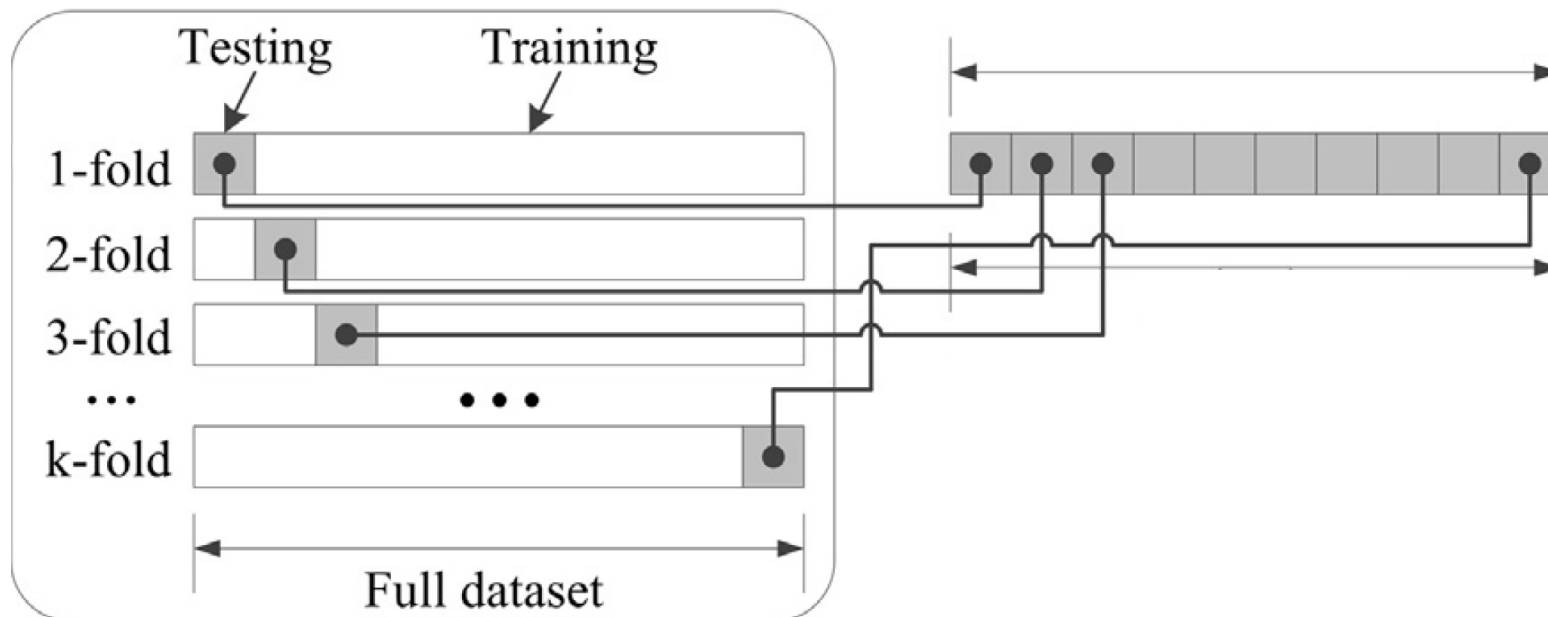 Testing
Training
1-fold
2-fold
3-fold
...
...
k-fold
Full dataset